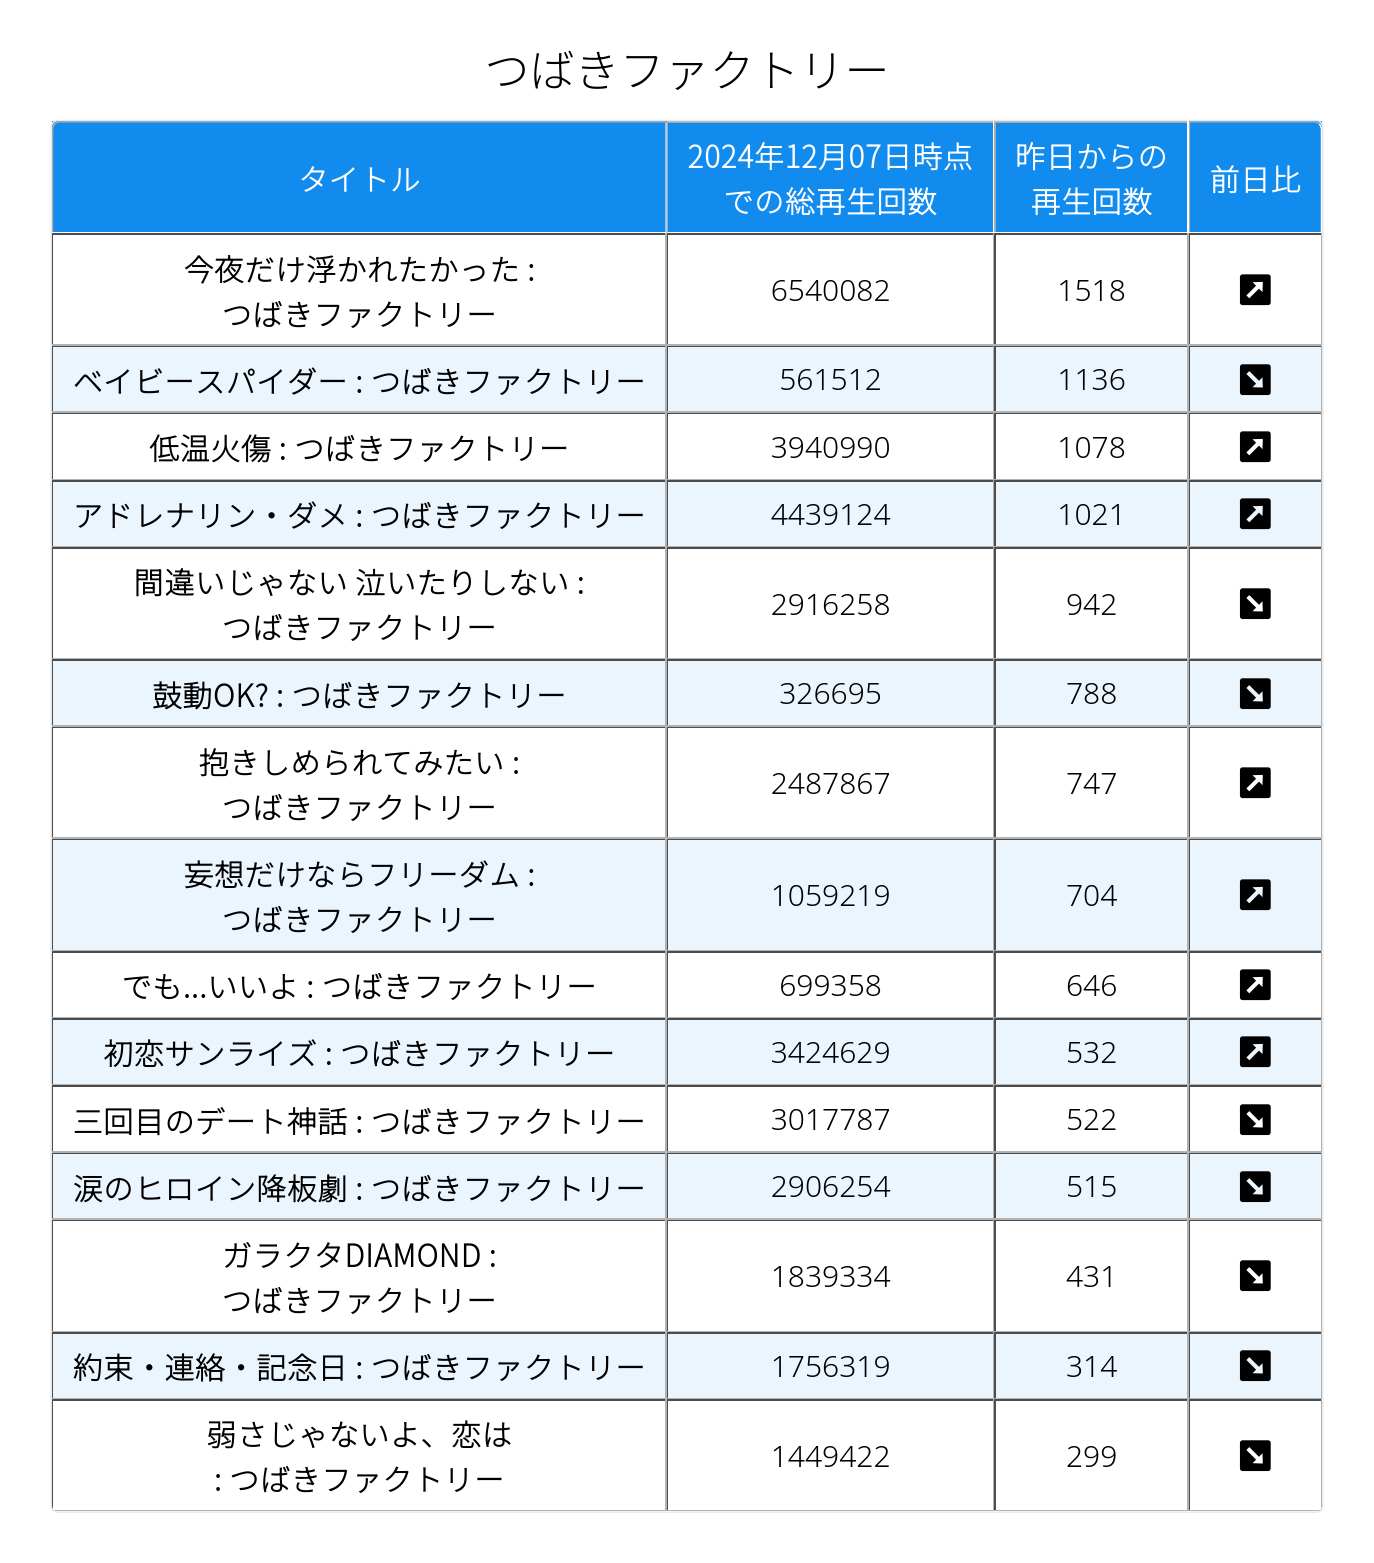 つばきファクトリー
タイトル
2024年12月07日時点
での総再生回数
昨日からの
再生回数
前日比
今夜だけ浮かれたかった :
つばきファクトリー
6540082
1518
ベイビースパイダー : つばきファクトリー
561512
1136
低温火傷 : つばきファクトリー
3940990
1078
アドレナリン・ダメ : つばきファクトリー
4439124
1021
間違いじゃない 泣いたりしない :
つばきファクトリー
2916258
942
鼓動OK? : つばきファクトリー
326695
788
抱きしめられてみたい :
つばきファクトリー
2487867
747
妄想だけならフリーダム :
つばきファクトリー
1059219
704
でも...いいよ : つばきファクトリー
699358
646
初恋サンライズ : つばきファクトリー
3424629
532
三回目のデート神話 : つばきファクトリー
3017787
522
涙のヒロイン降板劇 : つばきファクトリー
2906254
515
ガラクタDIAMOND :
つばきファクトリー
1839334
431
約束・連絡・記念日 : つばきファクトリー
1756319
314
弱さじゃないよ、恋は
: つばきファクトリー
1449422
299